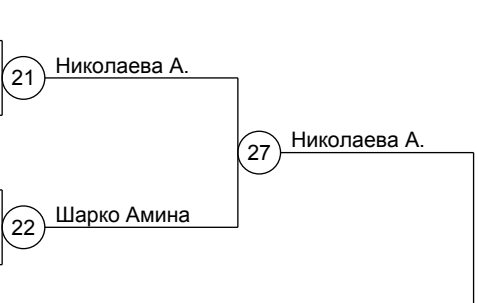 21 Николаева А.
27 Николаева А.
22 Шарко Амина